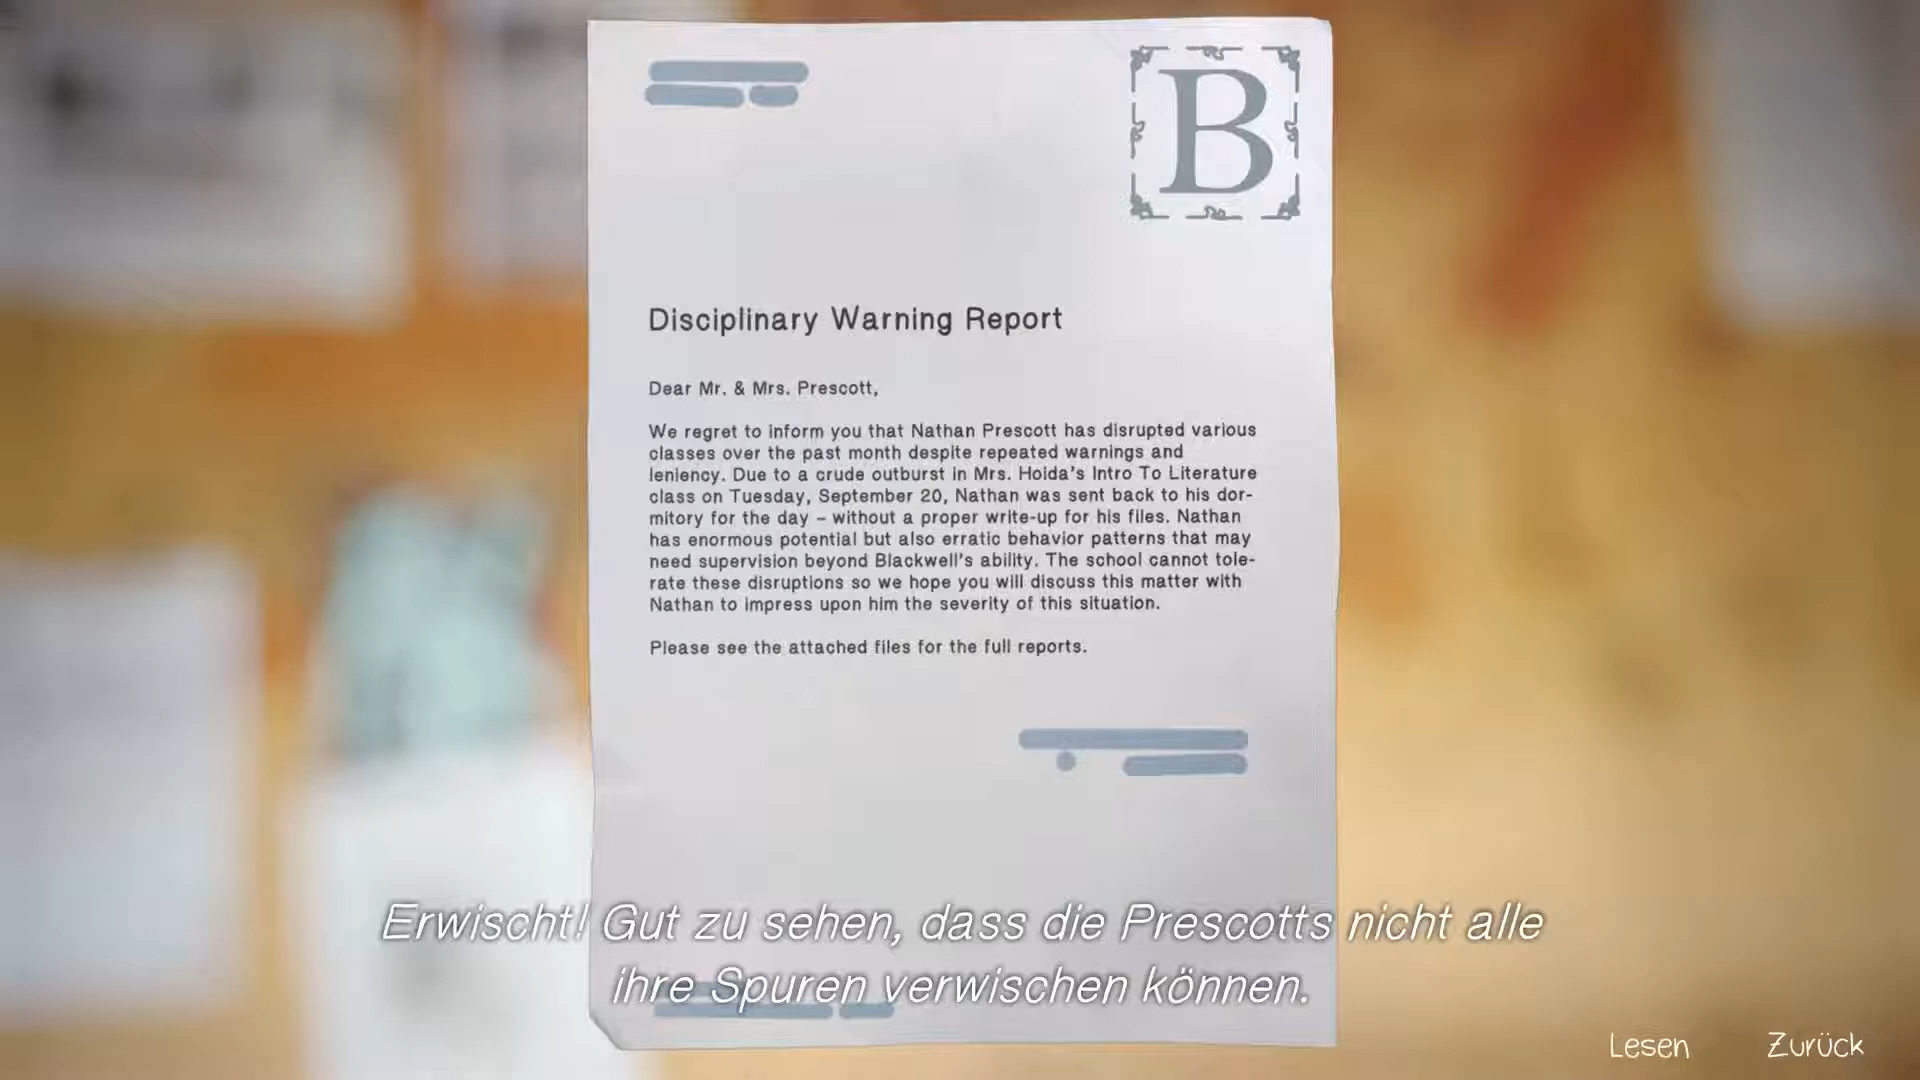 B
Disciplinary Warning Report
Dear Mr. & Mrs. Prescott,
We regret to inform you that Nathan Prescott has disrupted various
classes over the past month despite repeated warnings and
leniency. Due to a crude outburst in Mrs. Hoida's Intro To Literature
class on Tuesday, September 20, Nathan was sent back to his dor-
mitory for the day – without a proper write-up for his files. Nathan
has enormous potential but also erratic behavior patterns that may
need supervision beyond Blackwell's ability. The school cannot tole-
rate these disruptions so we hope you will discuss this matter with
Nathan to impress upon him the severity of this situation.
Please see the attached files for the full reports.
Erwischt! Gut zu sehen, dass die Prescotts nicht alle
ihre Spuren verwischen können.
Lesen Zurück